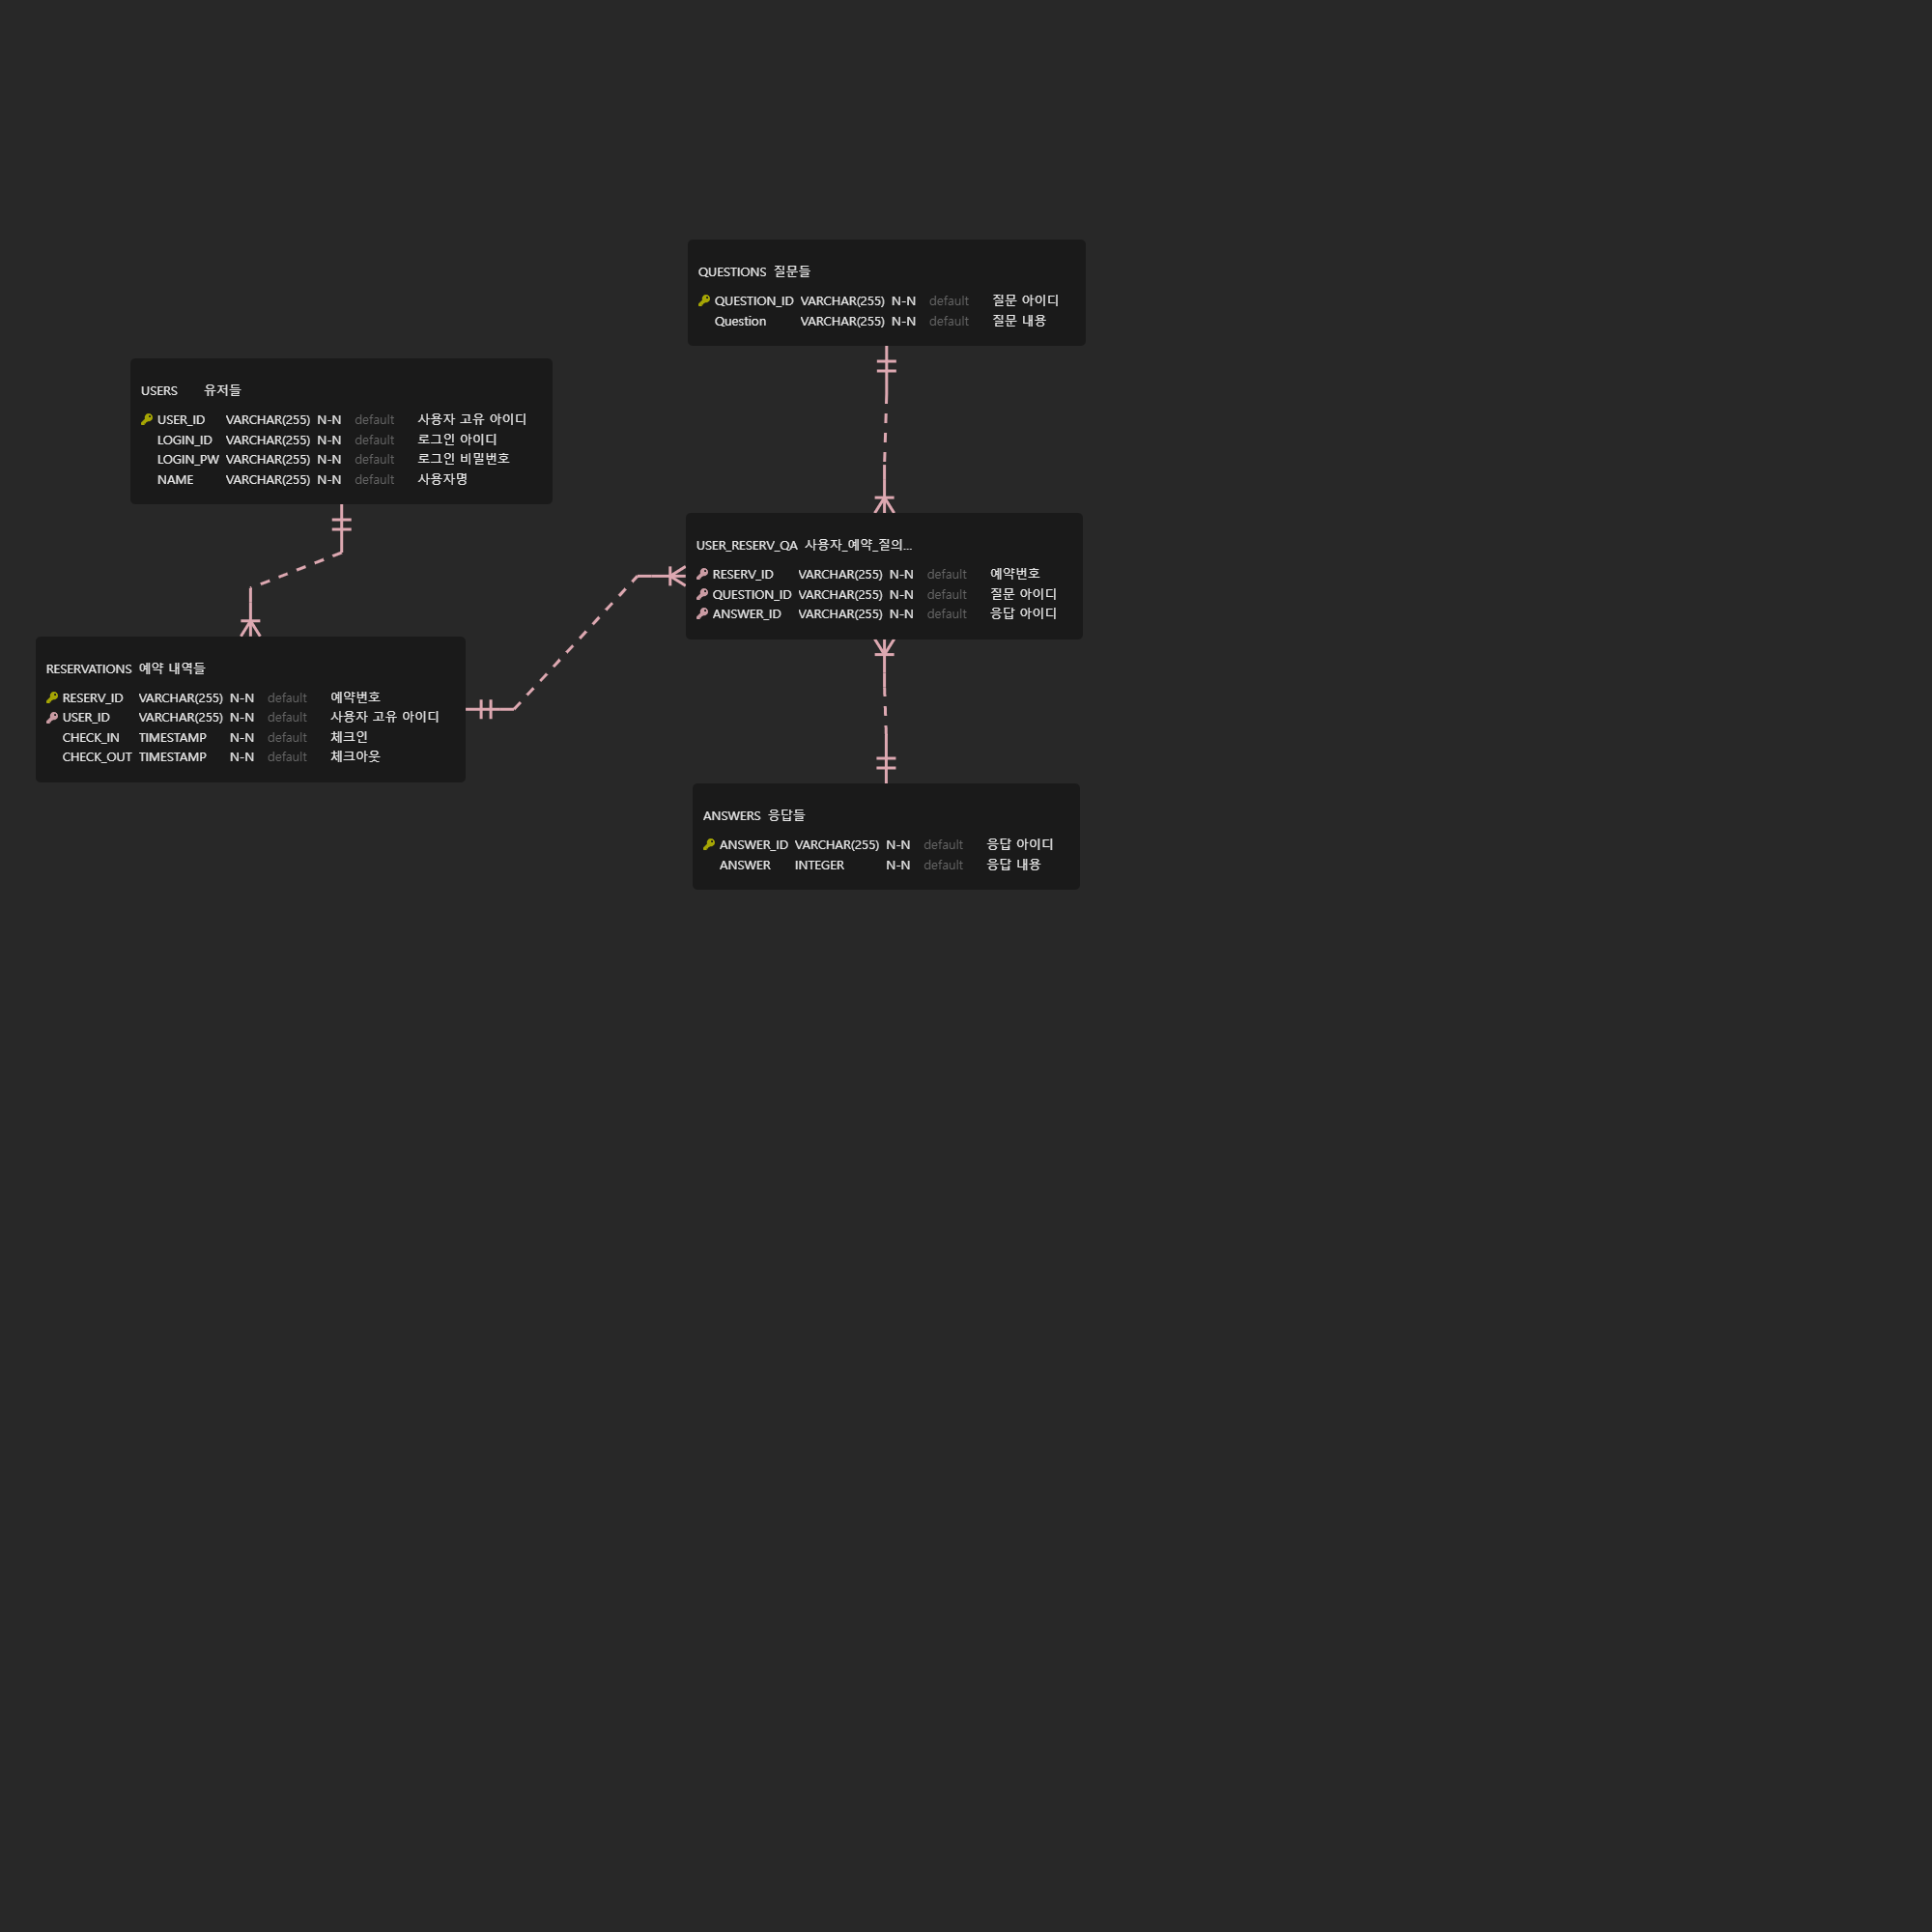 QUESTIONS 질문들
QUESTION_ID VARCHAR(255) N-N default 질문 아이디
Question VARCHAR(255) N-N default 질문 내용
USERS 유저들
USER_ID VARCHAR(255) N-N default 사용자 고유 아이디
LOGIN_ID VARCHAR(255) N-N default 로그인 아이디
LOGIN_PW VARCHAR(255) N-N default 로그인 비밀번호
NAME VARCHAR(255) N-N default 사용자명
USER_RESERV_QA 사용자_예약_질의...
RESERV_ID VARCHAR(255) N-N default 예약번호
QUESTION_ID VARCHAR(255) N-N default 질문 아이디
ANSWER_ID VARCHAR(255) N-N default 응답 아이디
RESERVATIONS 예약 내역들
RESERV_ID VARCHAR(255) N-N default 예약번호
USER_ID VARCHAR(255) N-N default 사용자 고유 아이디
CHECK_IN TIMESTAMP N-N default 체크인
CHECK_OUT TIMESTAMP N-N default 체크아웃
ANSWERS 응답들
ANSWER_ID VARCHAR(255) N-N default 응답 아이디
ANSWER INTEGER N-N default 응답 내용